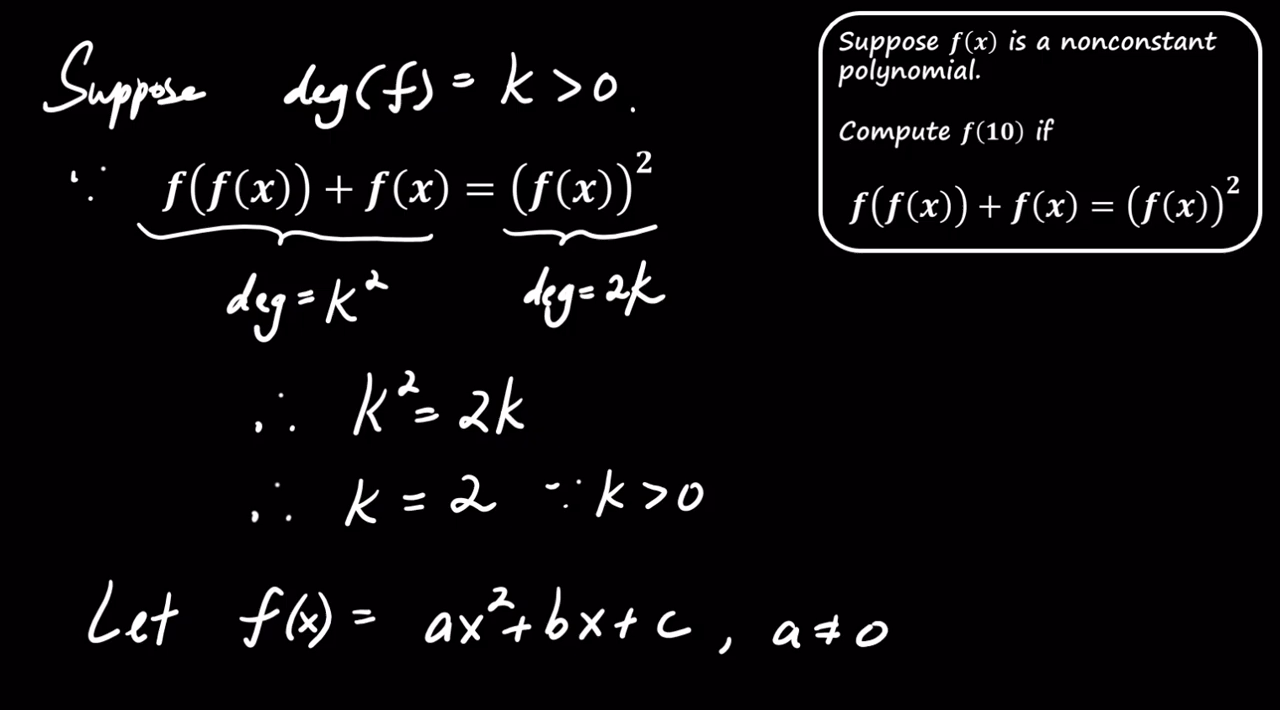 Suppose deg(f) = k > 0.
∵ f(f(x)) + f(x) = (f(x))²
deg = k² deg = 2k
∴ k² = 2k
∴ k = 2 ∵ k > 0
Let f(x) = ax² + bx + c , a ≠ 0
Suppose f(x) is a nonconstant
polynomial.
Compute f(10) if
f(f(x)) + f(x) = (f(x))²